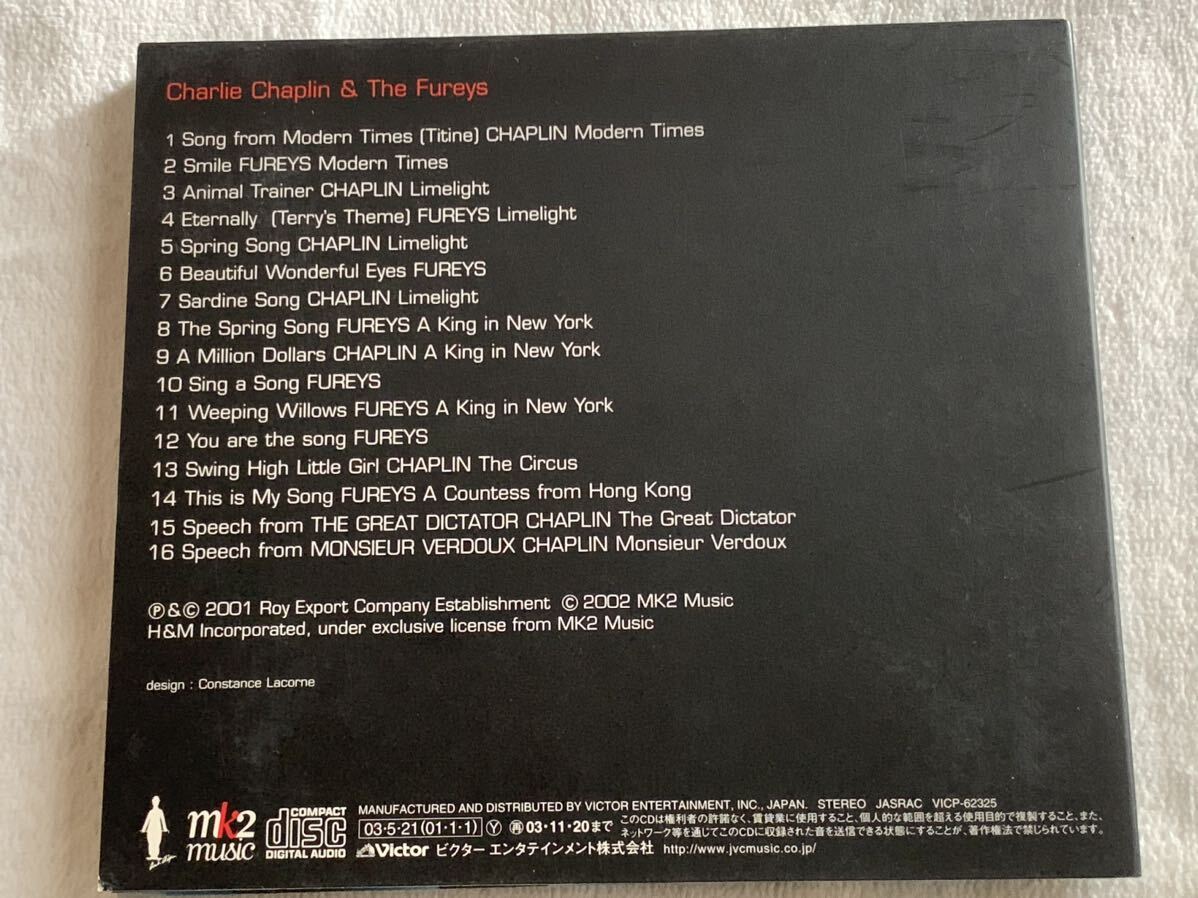 Charlie Chaplin & The Fureys
1 Song from Modern Times (Titine) CHAPLIN Modern Times
2 Smile FUREYS Modern Times
3 Animal Trainer CHAPLIN Limelight
4 Eternally (Terry's Theme) FUREYS Limelight
5 Spring Song CHAPLIN Limelight
6 Beautiful Wonderful Eyes FUREYS
7 Sardine Song CHAPLIN Limelight
8 The Spring Song FUREYS A King in New York
9 A Million Dollars CHAPLIN A King in New York
10 Sing a Song FUREYS
11 Weeping Willows FUREYS A King in New York
12 You are the song FUREYS
13 Swing High Little Girl CHAPLIN The Circus
14 This is My Song FUREYS A Countess from Hong Kong
15 Speech from THE GREAT DICTATOR CHAPLIN The Great Dictator
16 Speech from MONSIEUR VERDOUX CHAPLIN Monsieur Verdoux
℗ & © 2001 Roy Export Company Establishment © 2002 MK2 Music
H&M Incorporated, under exclusive license from MK2 Music
design : Constance Lacorne
mk2
music
COMPACT
disc
DIGITAL AUDIO
MANUFACTURED AND DISTRIBUTED BY VICTOR ENTERTAINMENT, INC., JAPAN. STEREO JASRAC VICP-62325
03·5·21(01·1·1) Ⓨ ㊢03·11·20まで
このCDは権利者の許諾なく、賃貸業に使用すること、個人的な範囲を超える使用目的で複製すること、また、
ネットワーク等を通じてこのCDに収録された音を送信できる状態にすることが、著作権法で禁じられています。
Victor ビクター エンタテインメント株式会社 http://www.jvcmusic.co.jp/